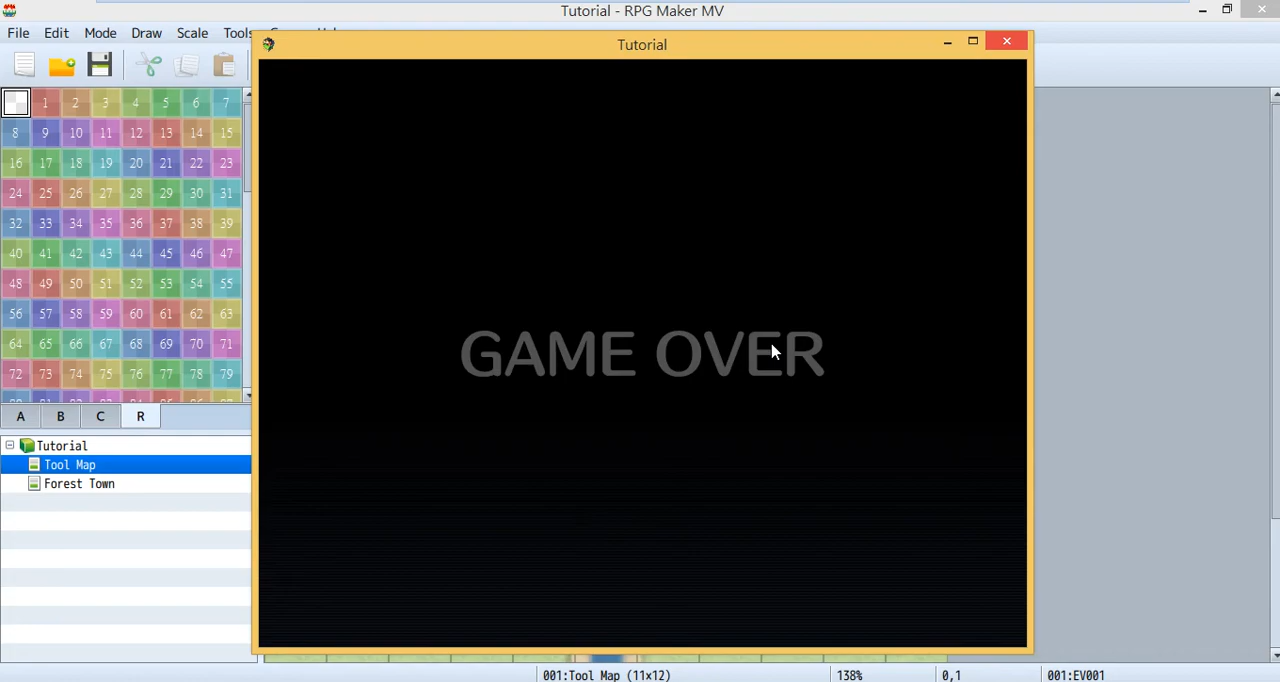 Tutorial - RPG Maker MV
File Edit Mode Draw Scale Tools
Tutorial
1 2 3 4 5 6 7
8 9 10 11 12 13 14 15
16 17 18 19 20 21 22 23
24 25 26 27 28 29 30 31
32 33 34 35 36 37 38 39
40 41 42 43 44 45 46 47
48 49 50 51 52 53 54 55
56 57 58 59 60 61 62 63
64 65 66 67 68 69 70 71
72 73 74 75 76 77 78 79
GAME OVER
A B C R
Tutorial
Tool Map
Forest Town
001:Tool Map (11x12) 138% 0,1 001:EV001